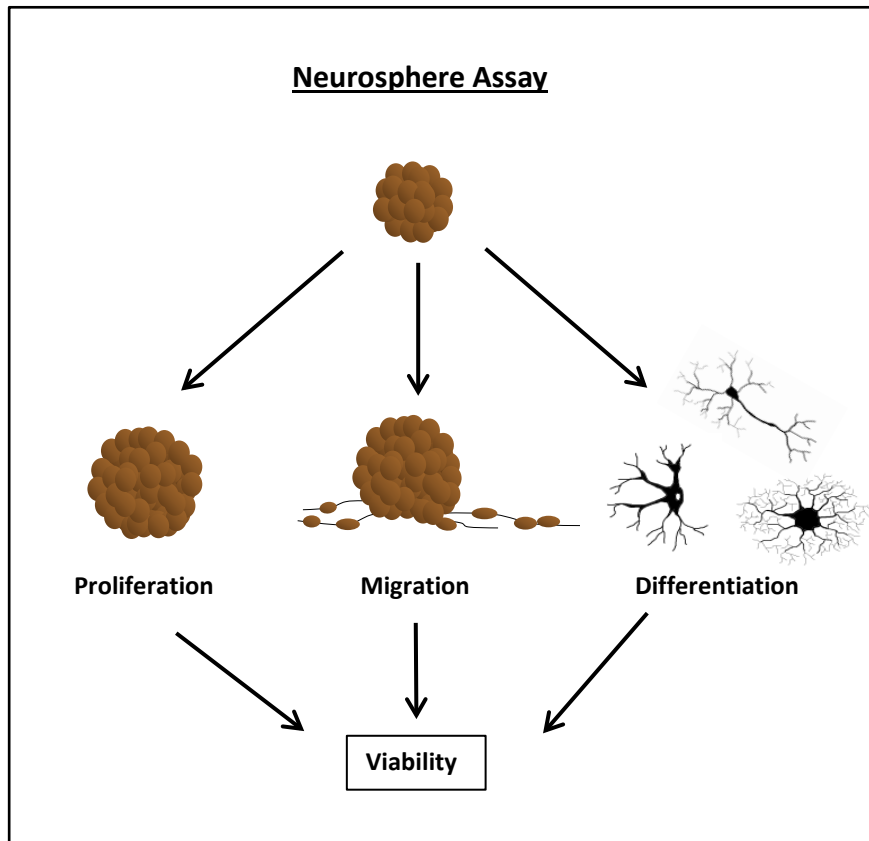 Neurosphere Assay
Proliferation
Migration
Differentiation
Viability